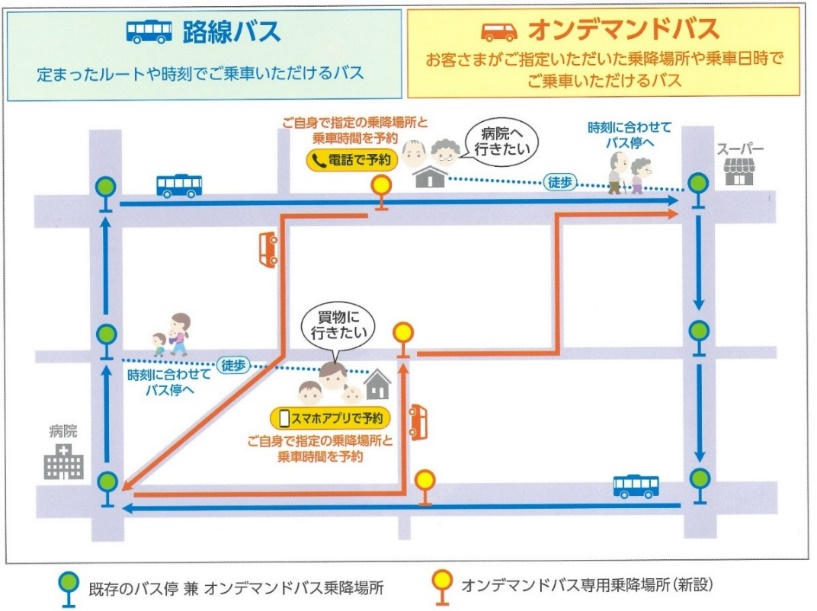 路線バス
定まったルートや時刻でご乗車いただけるバス
オンデマンドバス
お客さまがご指定いただいた乗降場所や乗車日時で
ご乗車いただけるバス
ご自身で指定の乗降場所と
乗車時間を予約
電話で予約
病院へ
行きたい
時刻に合わせて
バス停へ
スーパー
徒歩
買物に
行きたい
徒歩
時刻に合わせて
バス停へ
スマホアプリで予約
ご自身で指定の乗降場所と
乗車時間を予約
病院
既存のバス停 兼 オンデマンドバス乗降場所
オンデマンドバス専用乗降場所(新設)